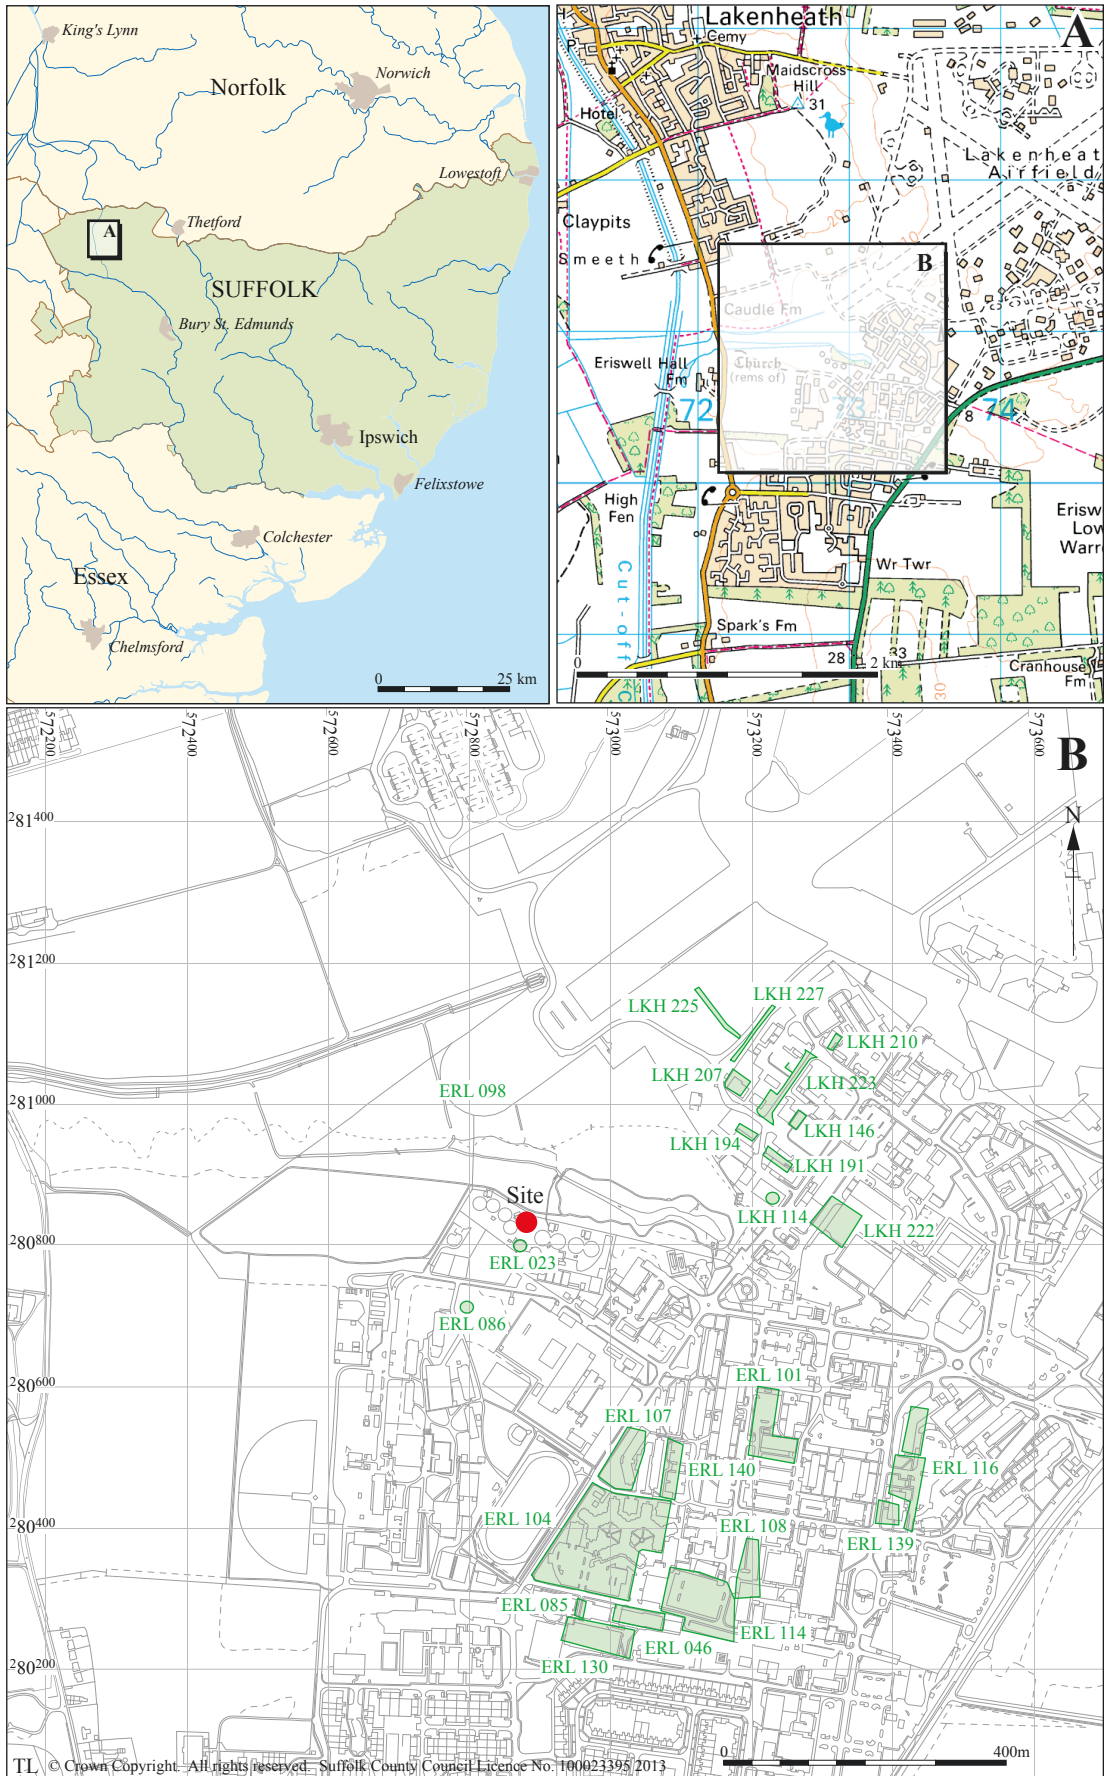 King's Lynn
Norfolk
Norwich
Lowestoft
A
Thetford
SUFFOLK
Bury St. Edmunds
Ipswich
Felixstowe
Colchester
Essex
Chelmsford
0 25 km
Lakenheath
A
P
Cemy
Maidscross
Hill
31
Hotel
Lakenheat
Airfield
Claypits
Smeeth
B
Caudle Fm
Eriswell Hall
Fm
Church
(rems of)
72
73
74
8
High
Fen
Eriswe
Low
Warr
Wr Twr
Cut-off C
Spark's Fm
28
33
30
Cranhouse
Fm
0 2 km
572200
572400
572600
572800
573000
573200
573400
573600
B
N
281400
281200
LKH 225
LKH 227
LKH 210
LKH 207
LKH 223
ERL 098
281000
LKH 146
LKH 194
LKH 191
Site
LKH 114
LKH 222
280800
ERL 023
ERL 086
280600
ERL 101
ERL 107
ERL 140
ERL 116
ERL 104
280400
ERL 108
ERL 139
ERL 085
ERL 114
ERL 046
ERL 130
280200
0 400m
TL © Crown Copyright. All rights reserved. Suffolk County Council Licence No. 100023395 2013